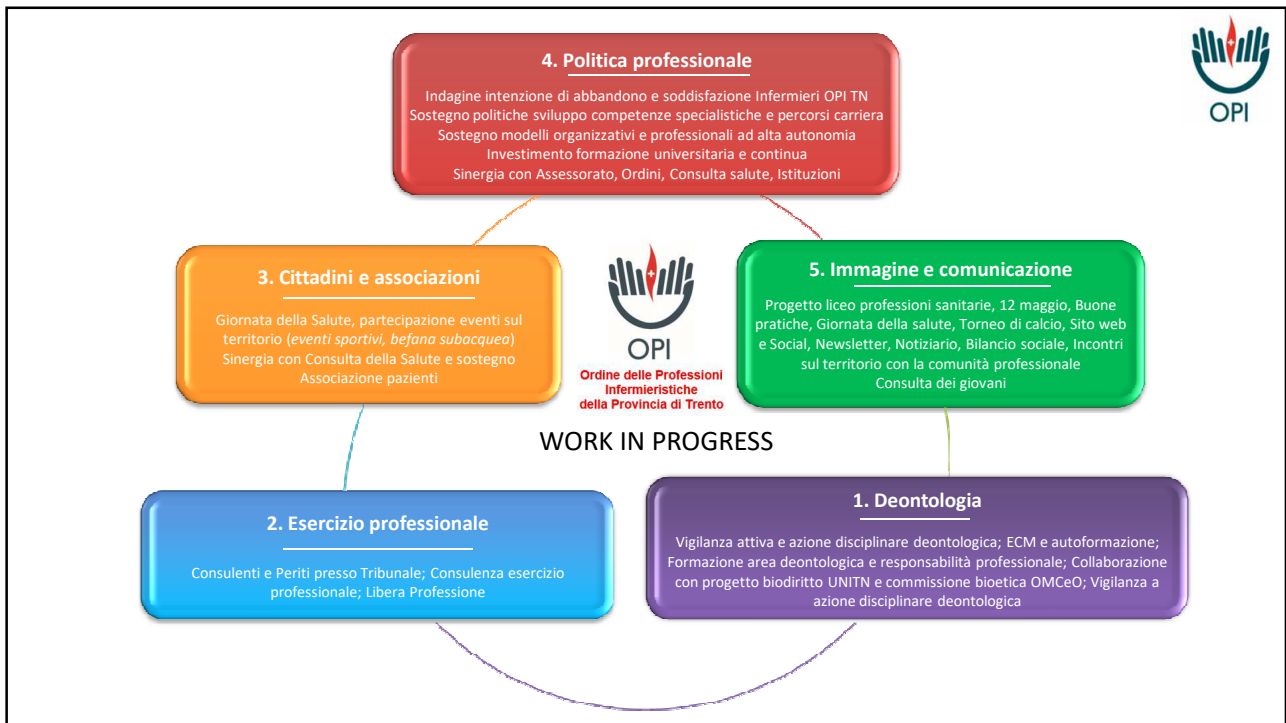 4. Politica professionale
Indagine intenzione di abbandono e soddisfazione Infermieri OPI TN
Sostegno politiche sviluppo competenze specialistiche e percorsi carriera
Sostegno modelli organizzativi e professionali ad alta autonomia
Investimento formazione universitaria e continua
Sinergia con Assessorato, Ordini, Consulta salute, Istituzioni
OPI
3. Cittadini e associazioni
Giornata della Salute, partecipazione eventi sul
territorio (eventi sportivi, befana subacquea)
Sinergia con Consulta della Salute e sostegno
Associazione pazienti
OPI
Ordine delle Professioni
Infermieristiche
della Provincia di Trento
5. Immagine e comunicazione
Progetto liceo professioni sanitarie, 12 maggio, Buone
pratiche, Giornata della salute, Torneo di calcio, Sito web
e Social, Newsletter, Notiziario, Bilancio sociale, Incontri
sul territorio con la comunità professionale
Consulta dei giovani
WORK IN PROGRESS
2. Esercizio professionale
Consulenti e Periti presso Tribunale; Consulenza esercizio
professionale; Libera Professione
1. Deontologia
Vigilanza attiva e azione disciplinare deontologica; ECM e autoformazione;
Formazione area deontologica e responsabilità professionale; Collaborazione
con progetto biodiritto UNITN e commissione bioetica OMCeO; Vigilanza a
azione disciplinare deontologica